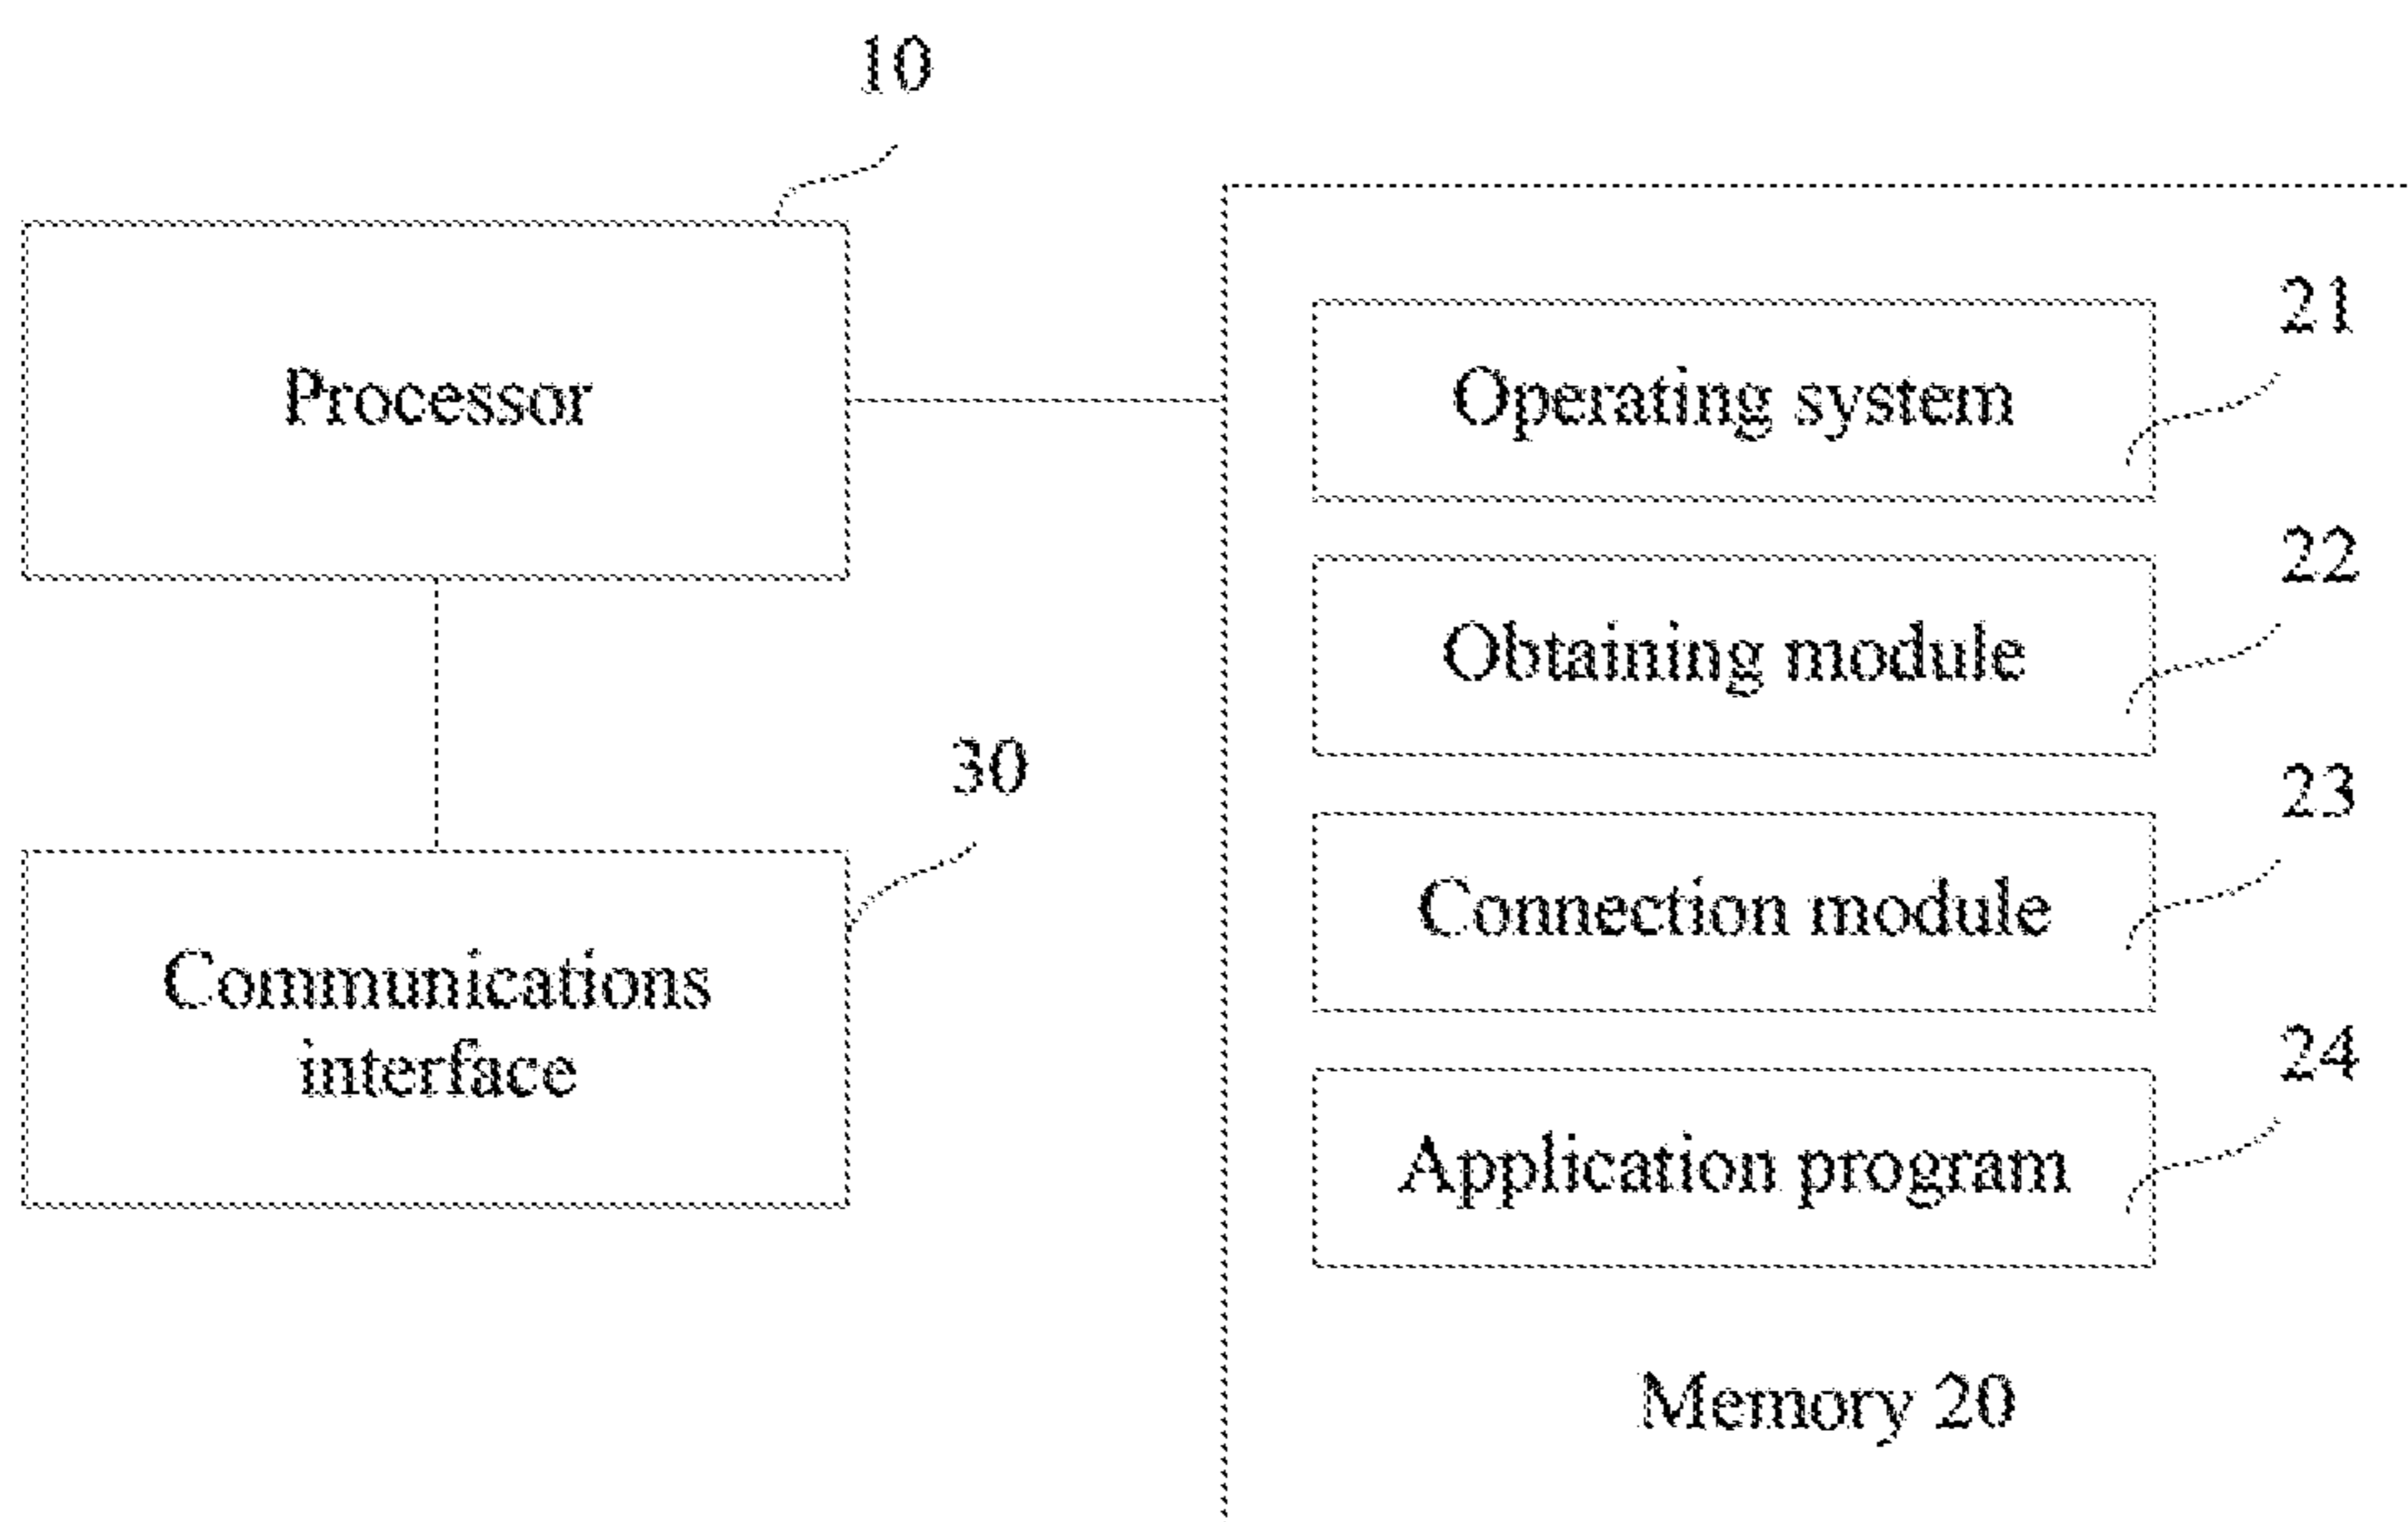 10
Processor
30
Communications
interface
21
Operating system
22
Obtaining module
23
Connection module
24
Application program
Memory 20